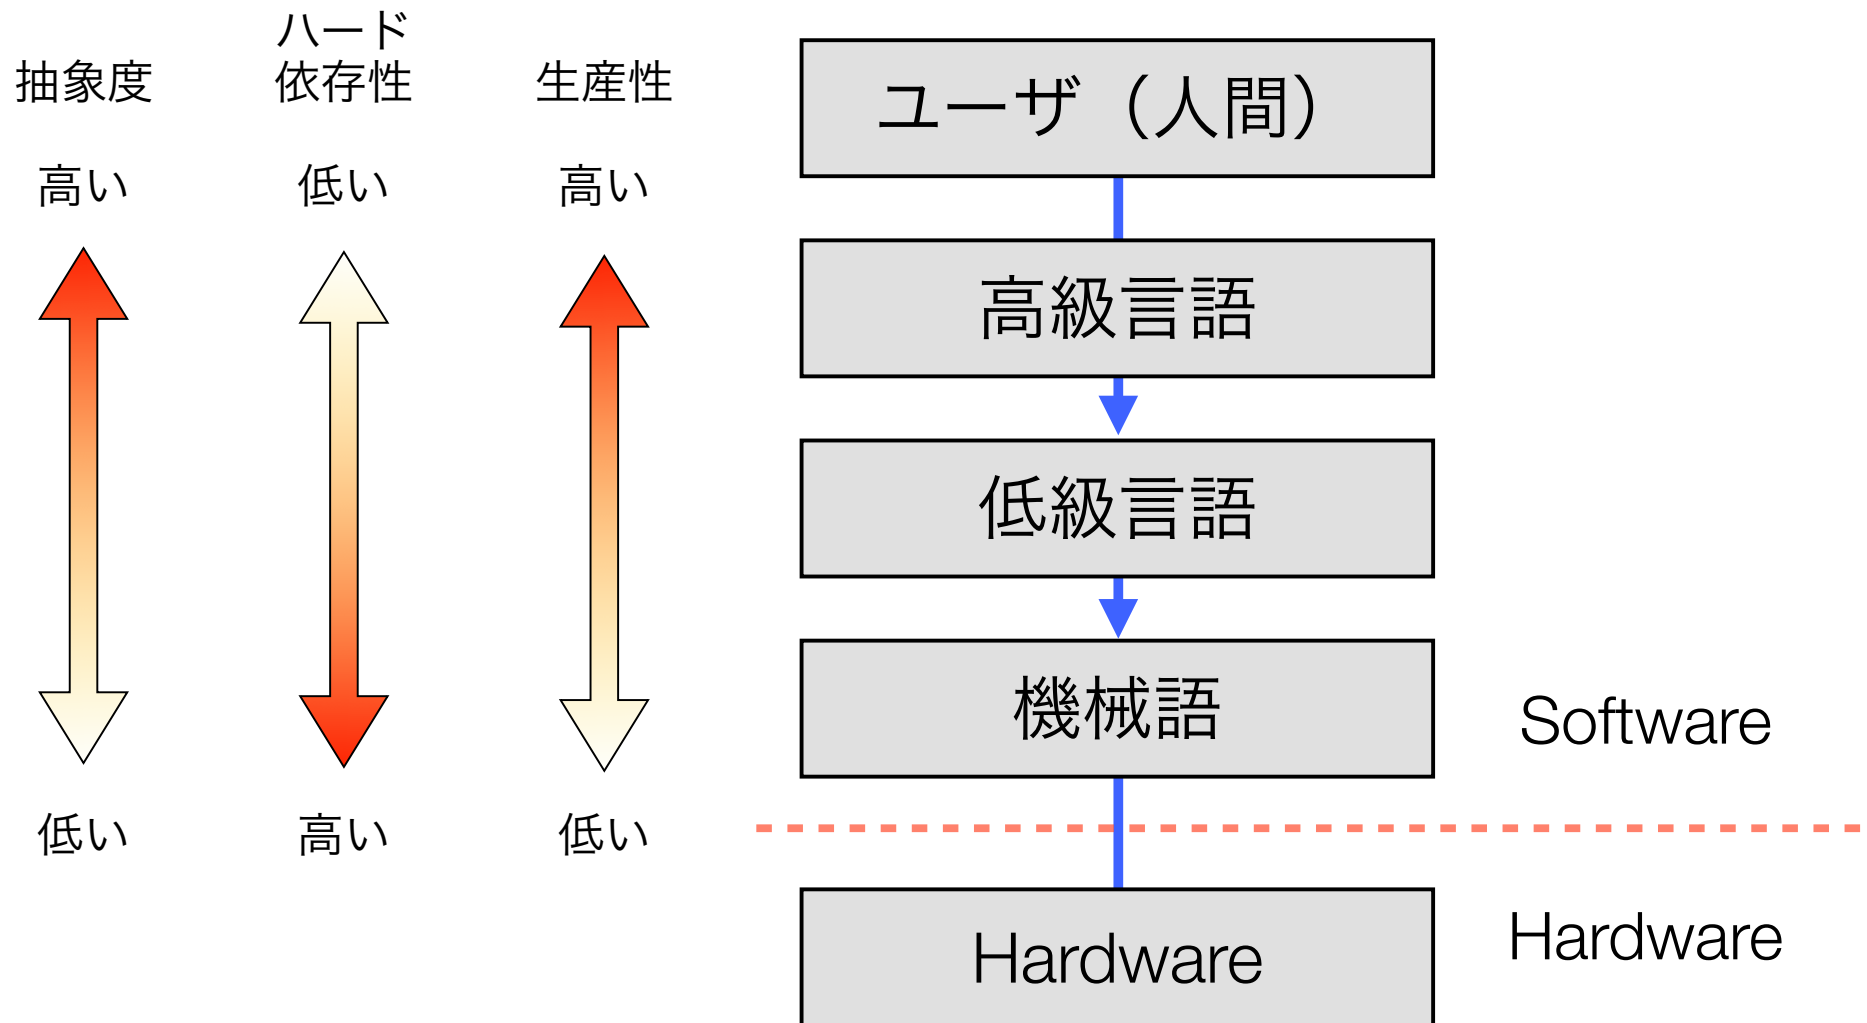 抽象度
高い
低い
ハード
依存性
低い
高い
生産性
高い
低い
ユーザ（人間）
高級言語
低級言語
機械語
Software
Hardware
Hardware